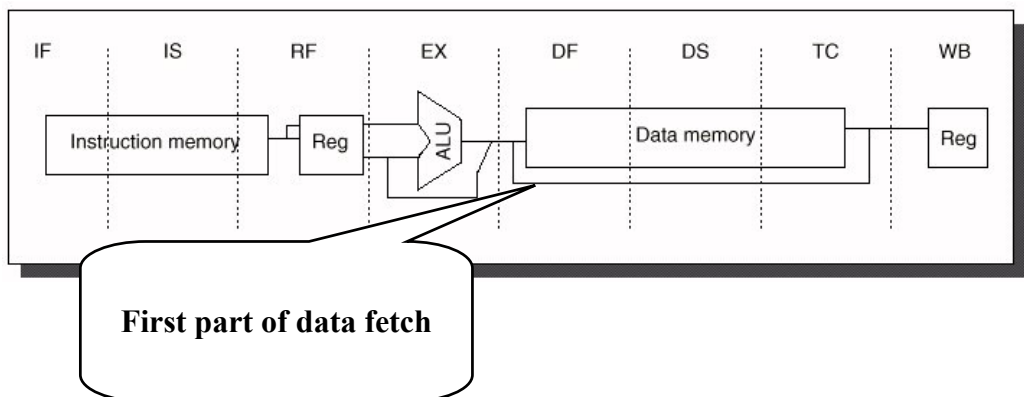 IF IS RF EX DF DS TC WB
Instruction memory Reg ALU Data memory Reg
First part of data fetch